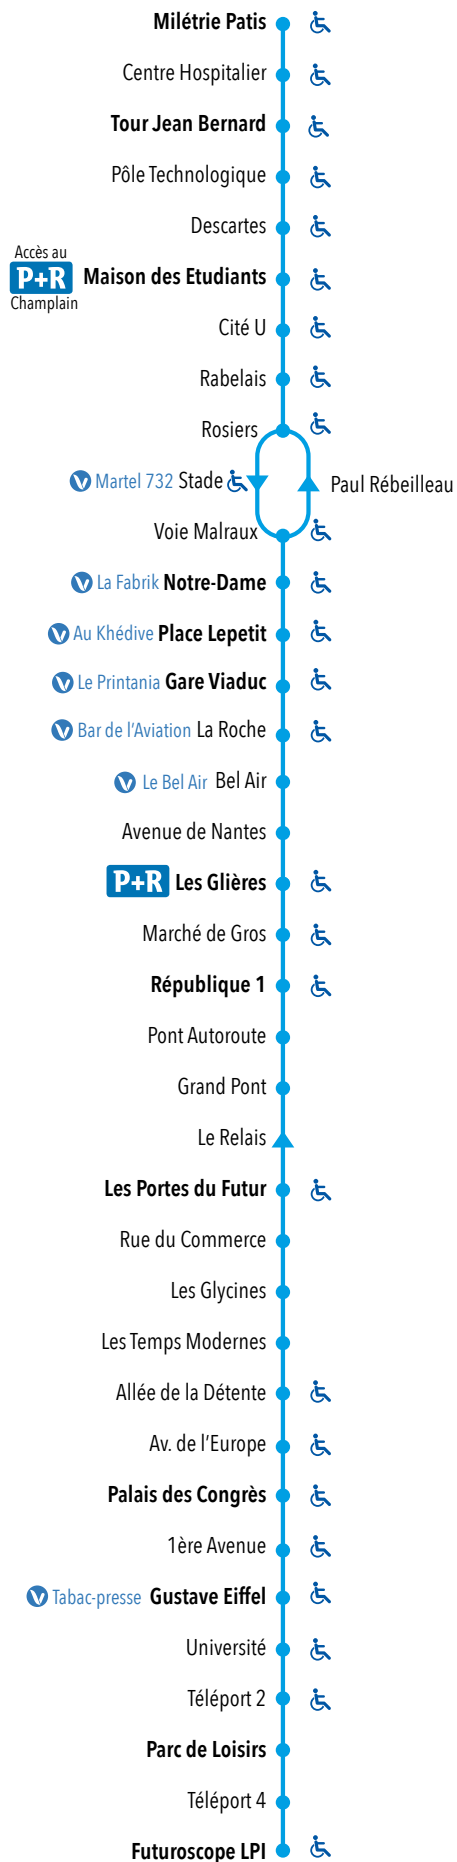 Milétrie Patis
Centre Hospitalier
Tour Jean Bernard
Pôle Technologique
Descartes
Accès au
P+R Maison des Etudiants
Champlain
Cité U
Rabelais
Rosiers
V Martel 732 Stade
Paul Rébeilleau
Voie Malraux
V La Fabrik Notre-Dame
V Au Khédive Place Lepetit
V Le Printania Gare Viaduc
V Bar de l'Aviation La Roche
V Le Bel Air Bel Air
Avenue de Nantes
P+R Les Glières
Marché de Gros
République 1
Pont Autoroute
Grand Pont
Le Relais
Les Portes du Futur
Rue du Commerce
Les Glycines
Les Temps Modernes
Allée de la Détente
Av. de l'Europe
Palais des Congrès
1ère Avenue
V Tabac-presse Gustave Eiffel
Université
Téléport 2
Parc de Loisirs
Téléport 4
Futuroscope LPI